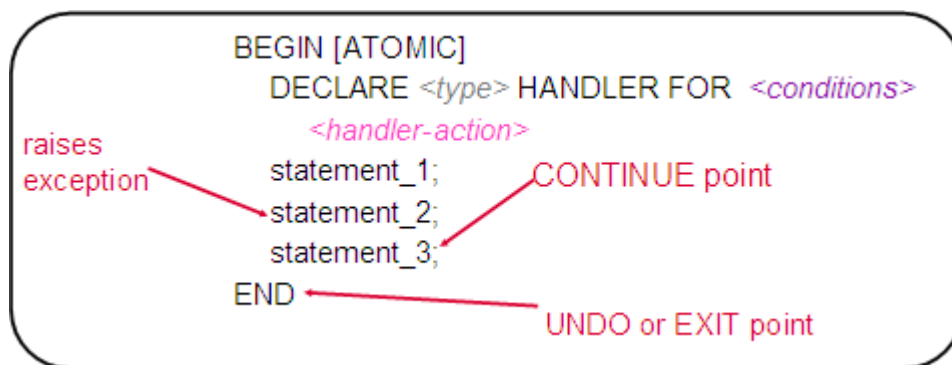 BEGIN [ATOMIC]
DECLARE <type> HANDLER FOR <conditions>
<handler-action>
raises
exception
statement_1;
CONTINUE point
statement_2;
statement_3;
END
UNDO or EXIT point